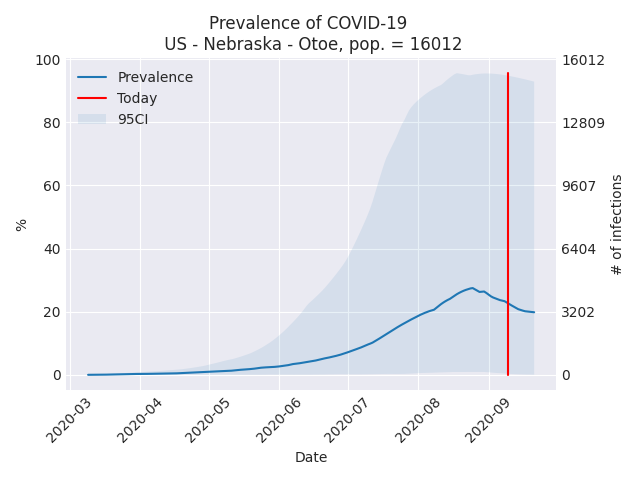 Prevalence of COVID-19
US - Nebraska - Otoe, pop. = 16012
100
80
60
40
20
0
%
Prevalence
Today
95CI
16012
12809
9607
6404
3202
0
# of infections
2020-03
2020-04
2020-05
2020-06
2020-07
2020-08
2020-09
Date